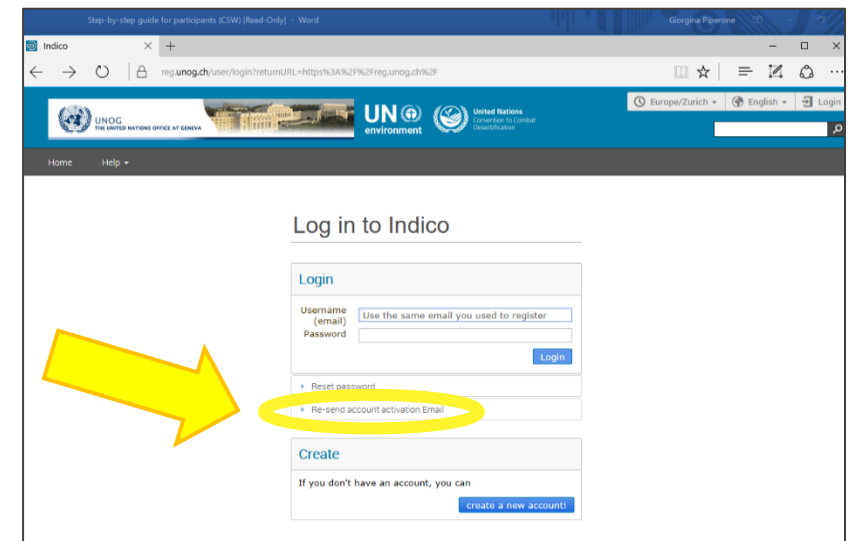 Step-by-step guide for participants (CSW) [Read-Only] - Word
Giorgina Piperone
Indico
reg.unog.ch/user/login?returnURL=https%3A%2F%2Freg.unog.ch%2F
UNOG
THE UNITED NATIONS OFFICE AT GENEVA
UN environment
United Nations
Convention to Combat
Desertification
Europe/Zurich
English
Login
Home Help
Log in to Indico
Login
Username
(email)
Use the same email you used to register
Password
Login
Reset password
Re-send account activation Email
Create
If you don't have an account, you can
create a new account!